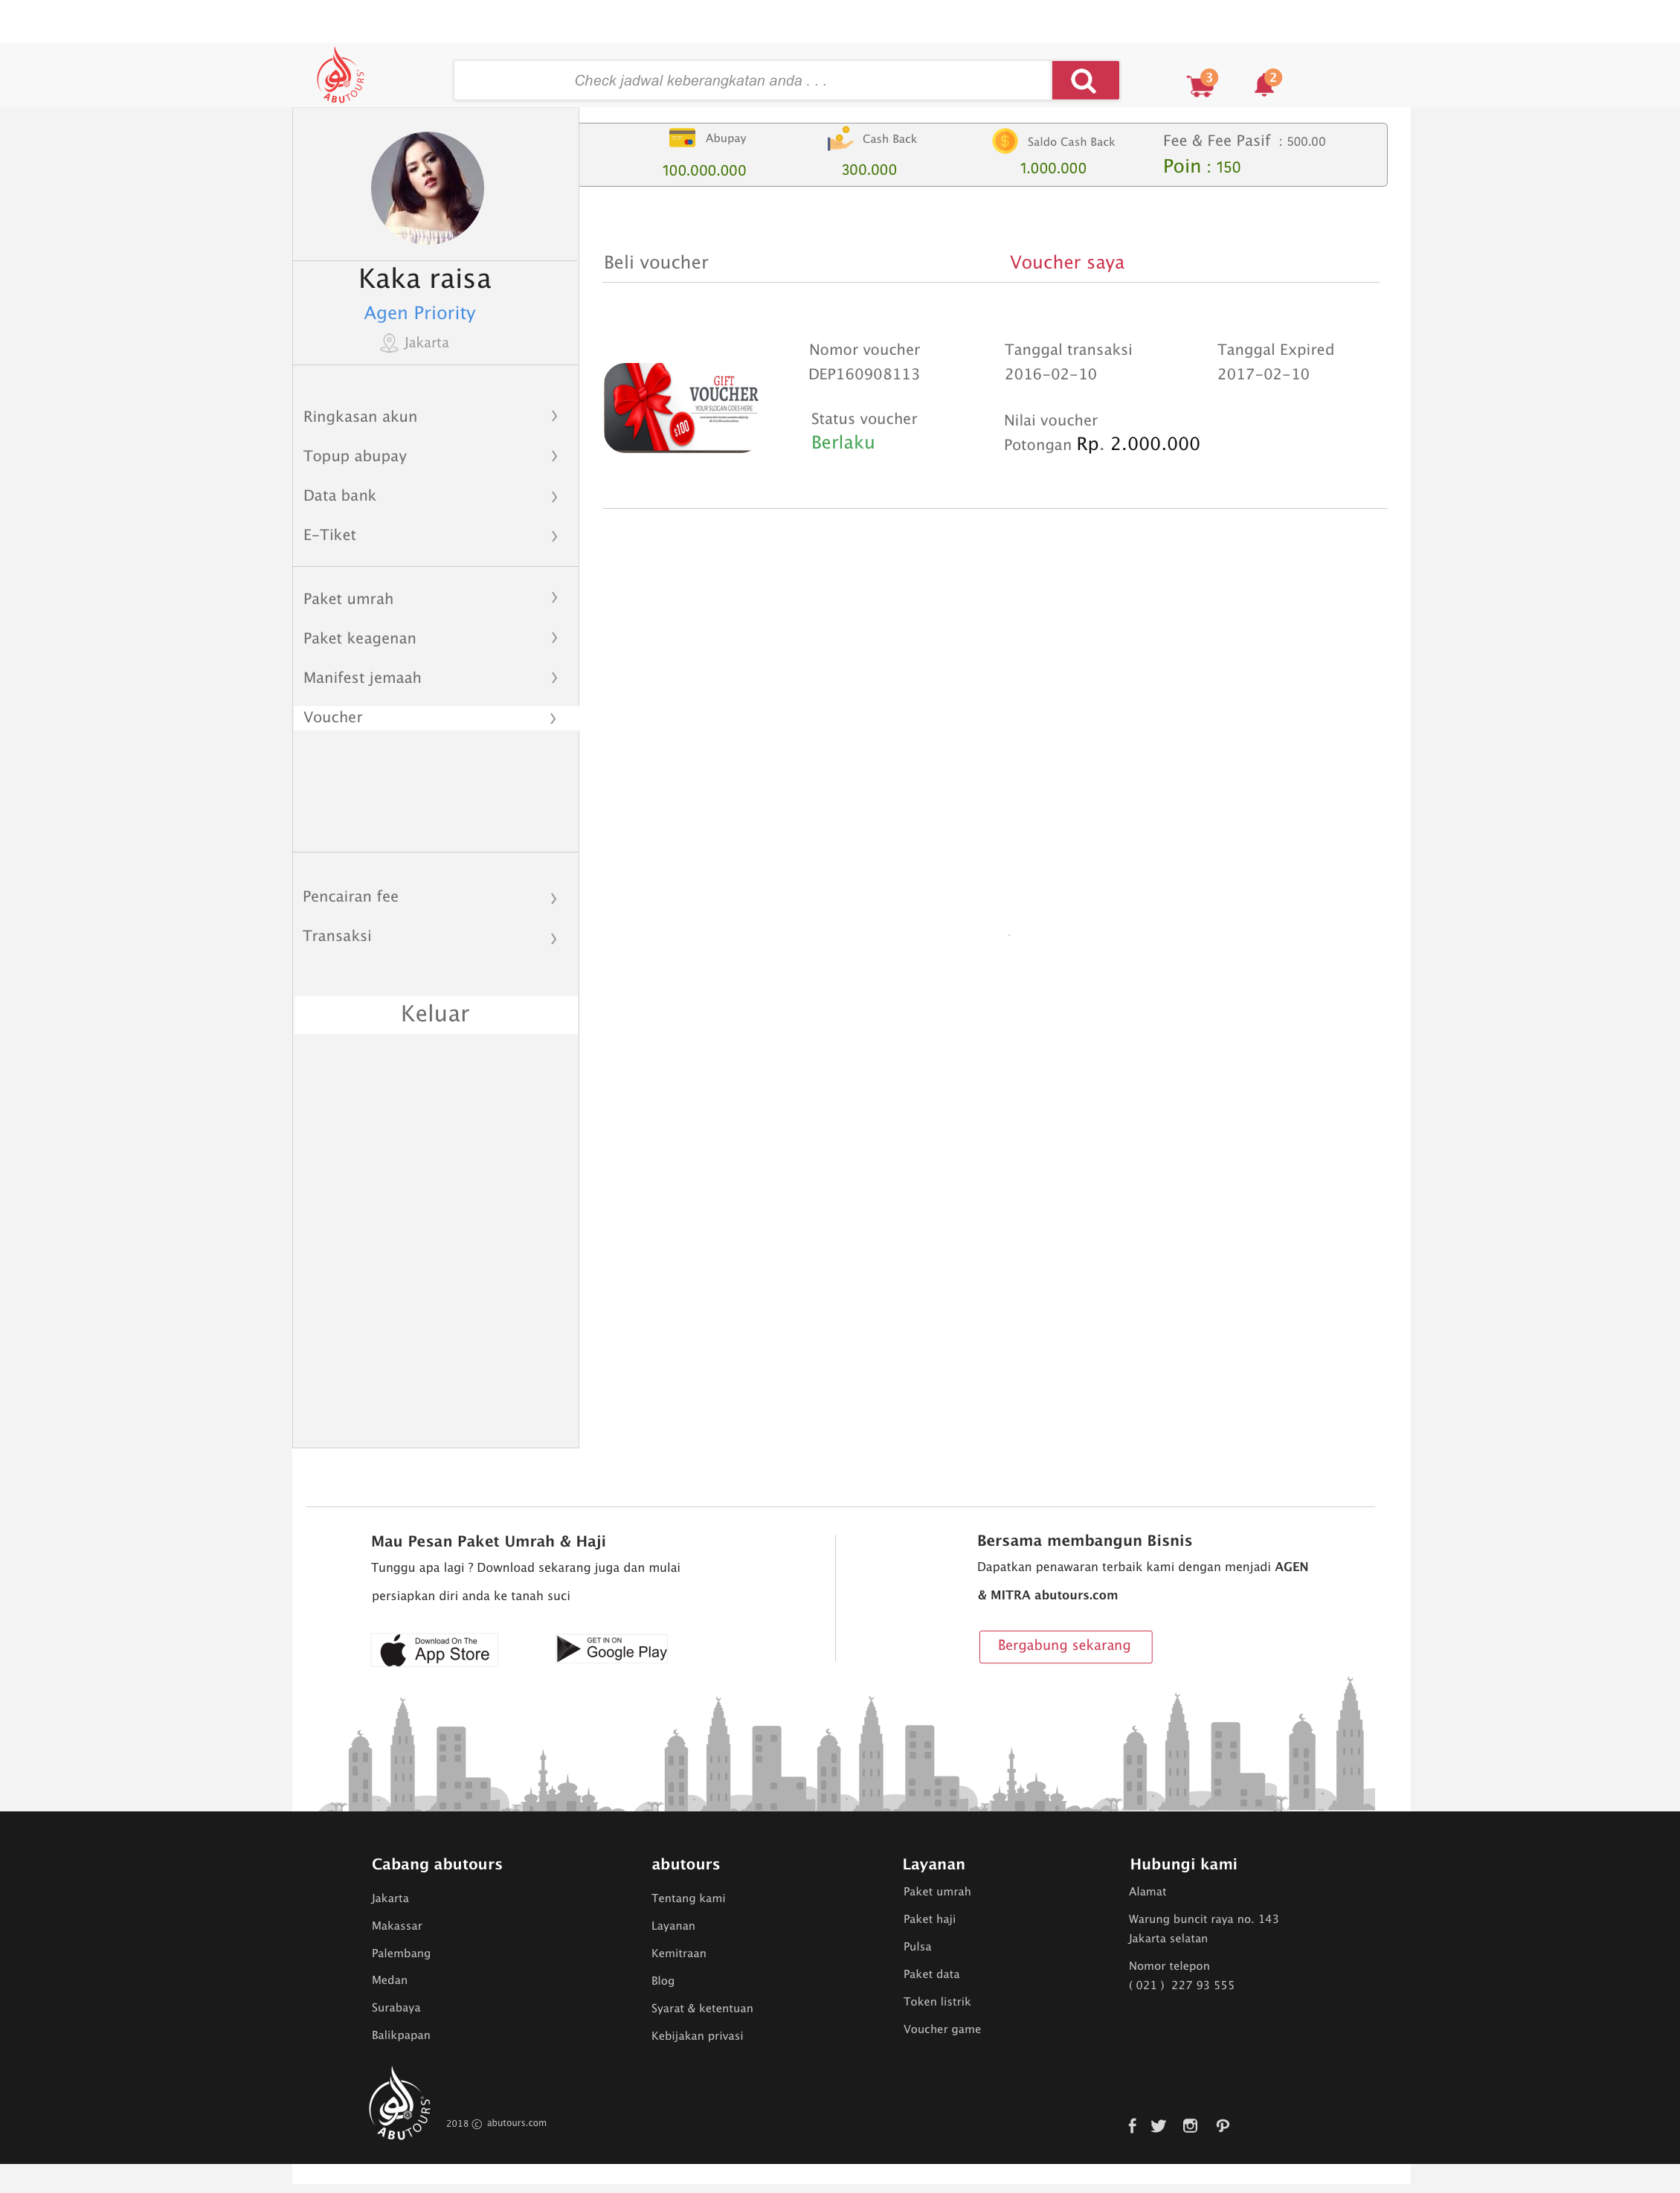 ABUTOURS
Check jadwal keberangkatan anda . . .
3
2
Abupay
100.000.000
Cash Back
300.000
Saldo Cash Back
1.000.000
Fee & Fee Pasif : 500.00
Poin : 150
Kaka raisa
Agen Priority
Jakarta
Ringkasan akun
Topup abupay
Data bank
E-Tiket
Paket umrah
Paket keagenan
Manifest jemaah
Voucher
Pencairan fee
Transaksi
Keluar
Beli voucher
Voucher saya
GIFT
VOUCHER
YOUR SLOGAN GOES HERE
$100
Nomor voucher
DEP160908113
Tanggal transaksi
2016-02-10
Tanggal Expired
2017-02-10
Status voucher
Berlaku
Nilai voucher
Potongan Rp. 2.000.000
Mau Pesan Paket Umrah & Haji
Tunggu apa lagi ? Download sekarang juga dan mulai
persiapkan diri anda ke tanah suci
Download On The
App Store
GET IN ON
Google Play
Bersama membangun Bisnis
Dapatkan penawaran terbaik kami dengan menjadi AGEN
& MITRA abutours.com
Bergabung sekarang
Cabang abutours
Jakarta
Makassar
Palembang
Medan
Surabaya
Balikpapan
abutours
Tentang kami
Layanan
Kemitraan
Blog
Syarat & ketentuan
Kebijakan privasi
Layanan
Paket umrah
Paket haji
Pulsa
Paket data
Token listrik
Voucher game
Hubungi kami
Alamat
Warung buncit raya no. 143
Jakarta selatan
Nomor telepon
( 021 ) 227 93 555
ABUTOURS
2018 © abutours.com